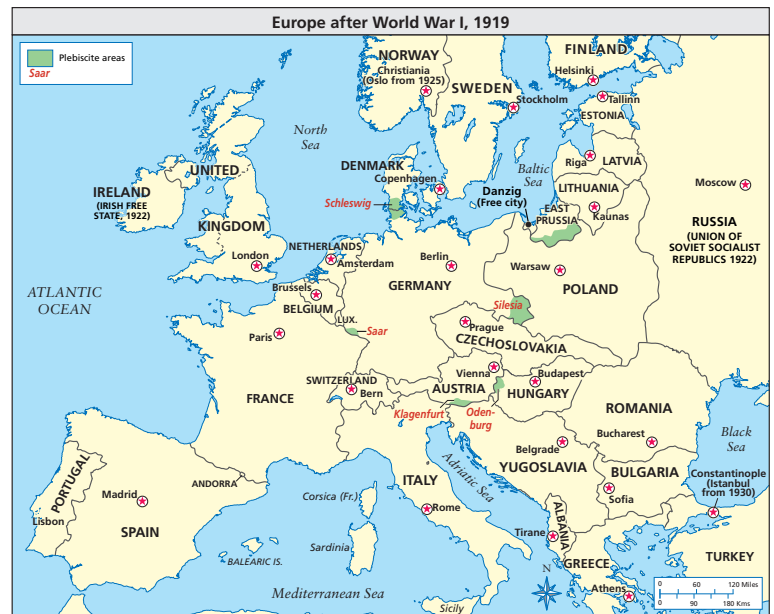 Europe after World War I, 1919
Plebiscite areas
Saar
NORWAY
Christiania
(Oslo from 1925)
SWEDEN
Stockholm
FINLAND
Helsinki
Tallinn
ESTONIA
North
Sea
Baltic
Sea
Riga
LATVIA
Moscow
DENMARK
Copenhagen
Schleswig
LITHUANIA
Kaunas
Danzig
(Free city)
EAST
PRUSSIA
RUSSIA
(UNION OF
SOVIET SOCIALIST
REPUBLICS 1922)
UNITED
KINGDOM
IRELAND
(IRISH FREE
STATE, 1922)
London
NETHERLANDS
Amsterdam
Berlin
GERMANY
Warsaw
POLAND
Silesia
ATLANTIC
OCEAN
Brussels
BELGIUM
LUX.
Saar
Paris
Prague
CZECHOSLOVAKIA
Vienna
Budapest
SWITZERLAND
Bern
AUSTRIA
HUNGARY
FRANCE
Klagenfurt
Oden-
burg
ROMANIA
Bucharest
Black
Sea
Belgrade
YUGOSLAVIA
BULGARIA
Sofia
Constantinople
(Istanbul
from 1930)
PORTUGAL
Lisbon
Madrid
SPAIN
ANDORRA
Corsica (Fr.)
ITALY
Rome
Adriatic Sea
Sardinia
BALEARIC IS.
Tirane
ALBANIA
GREECE
Athens
TURKEY
Mediterranean Sea
Sicily
N
0 60 120 Miles
0 90 180 Kms